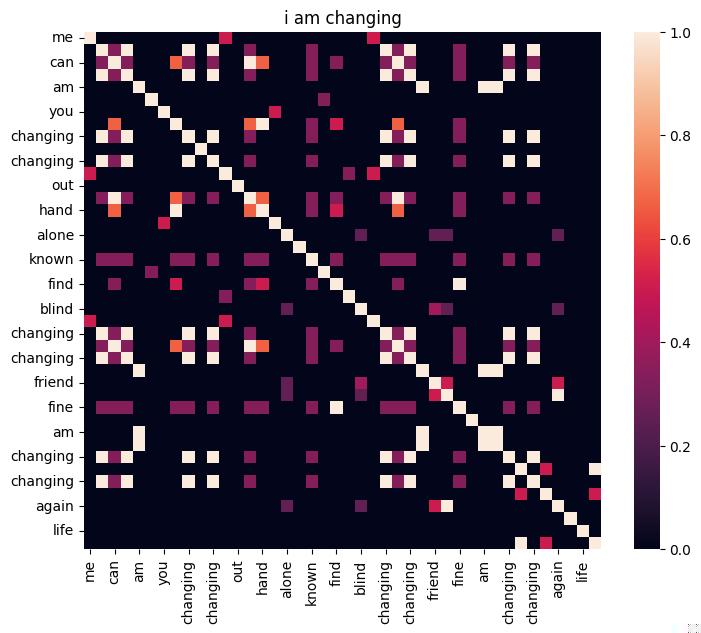 i am changing
me
can
am
you
changing
changing
out
hand
alone
known
find
blind
changing
changing
friend
fine
am
changing
changing
again
life
1.0
0.8
0.6
0.4
0.2
0.0
me
can
am
you
changing
changing
out
hand
alone
known
find
blind
changing
changing
friend
fine
am
changing
changing
again
life